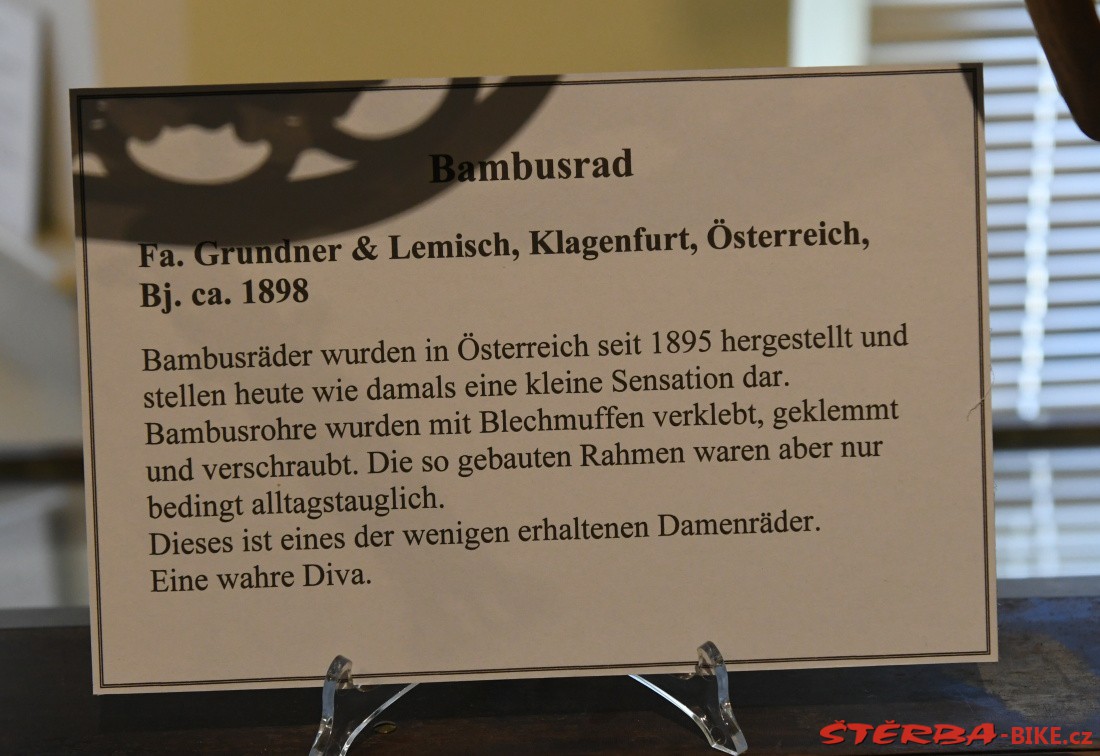 Bambusrad
Fa. Grundner & Lemisch, Klagenfurt, Österreich,
Bj. ca. 1898
Bambusräder wurden in Österreich seit 1895 hergestellt und
stellen heute wie damals eine kleine Sensation dar.
Bambusrohre wurden mit Blechmuffen verklebt, geklemmt
und verschraubt. Die so gebauten Rahmen waren aber nur
bedingt alltagstauglich.
Dieses ist eines der wenigen erhaltenen Damenräder.
Eine wahre Diva.
ŠTĚRBA-BIKE.cz